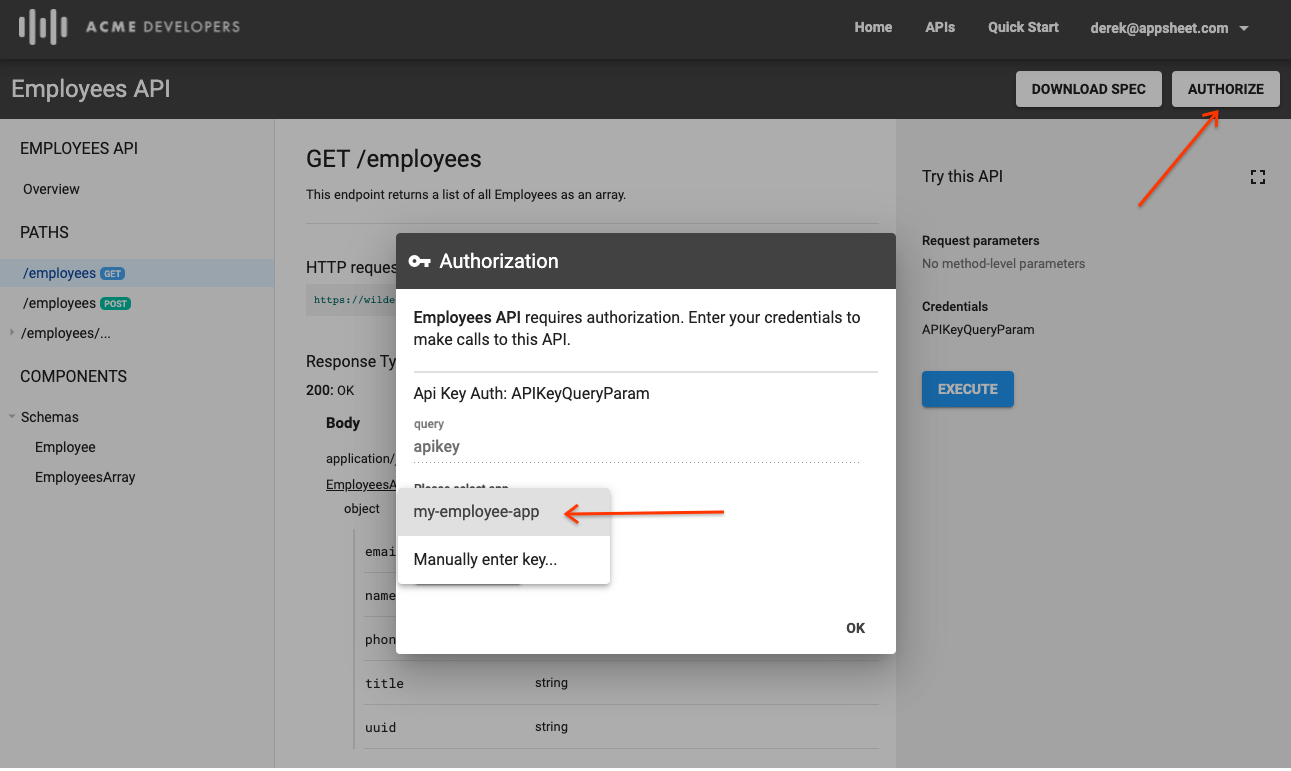 ACME DEVELOPERS
Home
APIs
Quick Start
derek@appsheet.com
Employees API
DOWNLOAD SPEC
AUTHORIZE
EMPLOYEES API
Overview
PATHS
/employees GET
/employees POST
/employees/...
COMPONENTS
Schemas
Employee
EmployeesArray
GET /employees
This endpoint returns a list of all Employees as an array.
HTTP reques
https://wilde
Response Ty
200: OK
Body
application/
EmployeesA
object
emai
name
phon
title string
uuid string
Authorization
Employees API requires authorization. Enter your credentials to
make calls to this API.
Api Key Auth: APIKeyQueryParam
query
apikey
Please select app
my-employee-app
Manually enter key...
OK
Try this API
Request parameters
No method-level parameters
Credentials
APIKeyQueryParam
EXECUTE